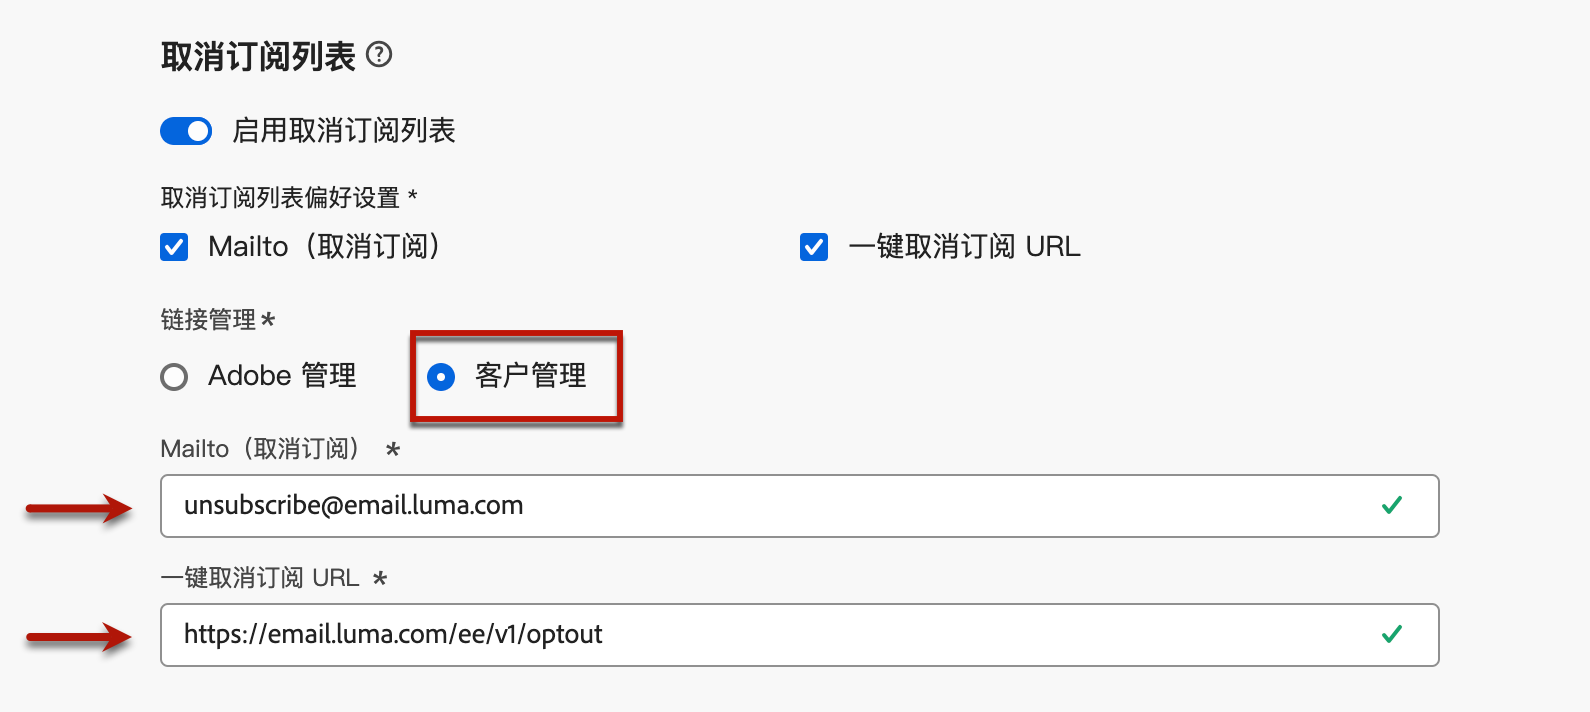 取消订阅列表 ?
启用取消订阅列表
取消订阅列表偏好设置 *
Mailto（取消订阅） 一键取消订阅 URL
链接管理 *
Adobe 管理 客户管理
Mailto（取消订阅） *
unsubscribe@email.luma.com
一键取消订阅 URL *
https://email.luma.com/ee/v1/optout